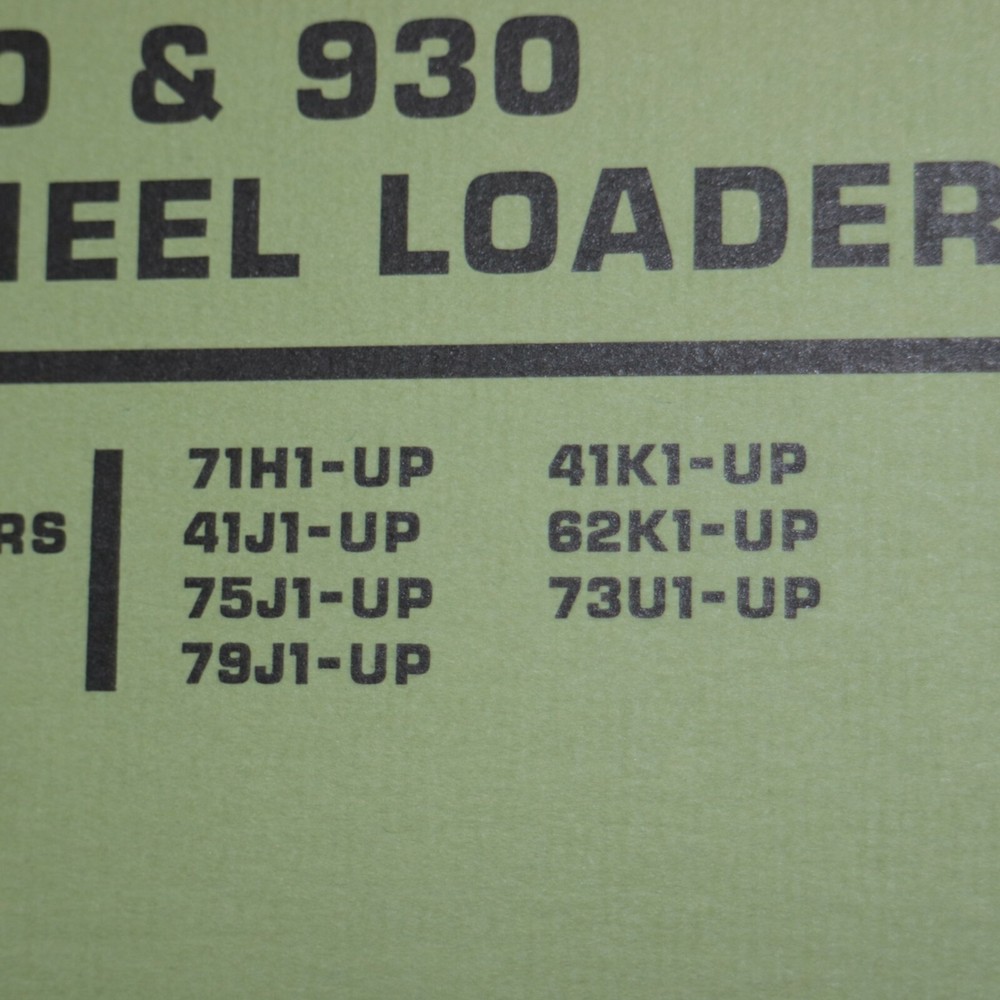 0 & 930
HEEL LOADER
RS
71H1-UP 41K1-UP
41J1-UP 62K1-UP
75J1-UP 73U1-UP
79J1-UP